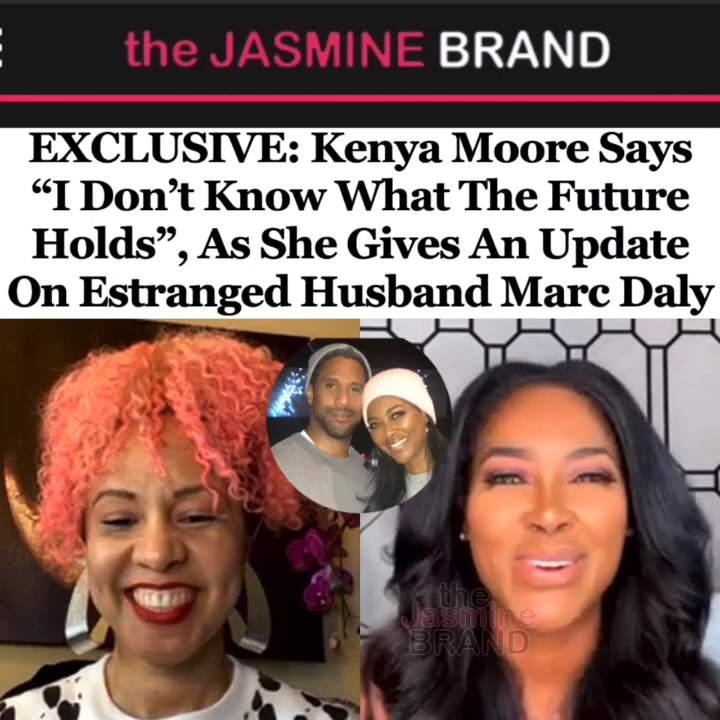 the JASMINE BRAND
EXCLUSIVE: Kenya Moore Says
“I Don’t Know What The Future
Holds”, As She Gives An Update
On Estranged Husband Marc Daly
the
Jasmine
BRAND